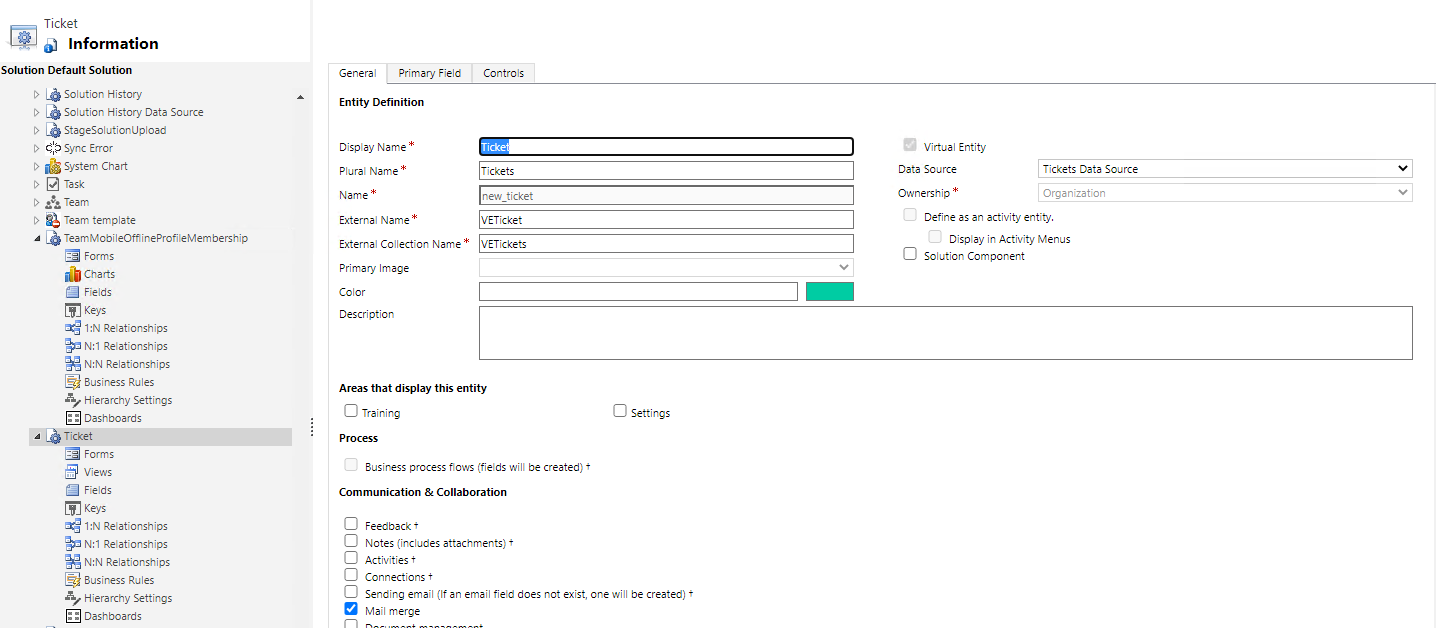 Ticket
Information
Solution Default Solution
Solution History
Solution History Data Source
StageSolutionUpload
Sync Error
System Chart
Task
Team
Team template
TeamMobileOfflineProfileMembership
Forms
Charts
Fields
Keys
1:N Relationships
N:1 Relationships
N:N Relationships
Business Rules
Hierarchy Settings
Dashboards
Ticket
Forms
Views
Fields
Keys
1:N Relationships
N:1 Relationships
N:N Relationships
Business Rules
Hierarchy Settings
Dashboards
General Primary Field Controls
Entity Definition
Display Name * Ticket
Plural Name * Tickets
Name * new_ticket
External Name * VETicket
External Collection Name * VETickets
Primary Image
Color
Description
Virtual Entity
Data Source Tickets Data Source
Ownership * Organization
Define as an activity entity.
Display in Activity Menus
Solution Component
Areas that display this entity
Training Settings
Process
Business process flows (fields will be created) †
Communication & Collaboration
Feedback †
Notes (includes attachments) †
Activities †
Connections †
Sending email (If an email field does not exist, one will be created) †
Mail merge
Document management